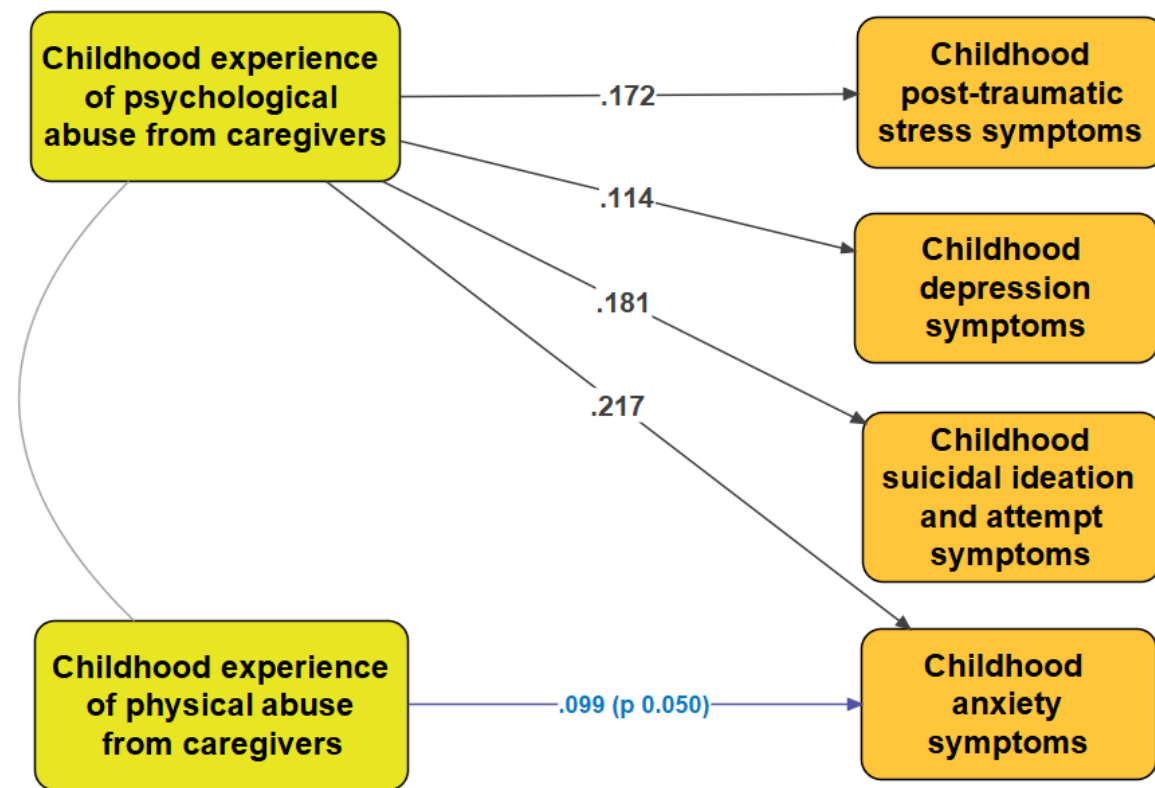 Childhood experience
of psychological
abuse from caregivers
.172
Childhood
post-traumatic
stress symptoms
.114
Childhood
depression
symptoms
.181
Childhood
suicidal ideation
and attempt
symptoms
.217
Childhood experience
of physical abuse
from caregivers
.099 (p 0.050)
Childhood
anxiety
symptoms